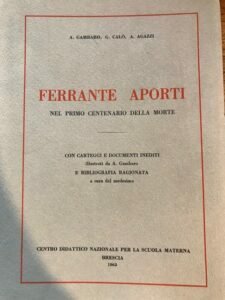 A. GAMBARO, G. CALÒ, A. AGAZZI
FERRANTE APORTI
NEL PRIMO CENTENARIO DELLA MORTE
CON CARTEGGI E DOCUMENTI INEDITI
illustrati da A. Gambaro
E BIBLIOGRAFIA RAGIONATA
a cura del medesimo
CENTRO DIDATTICO NAZIONALE PER LA SCUOLA MATERNA
BRESCIA
1962